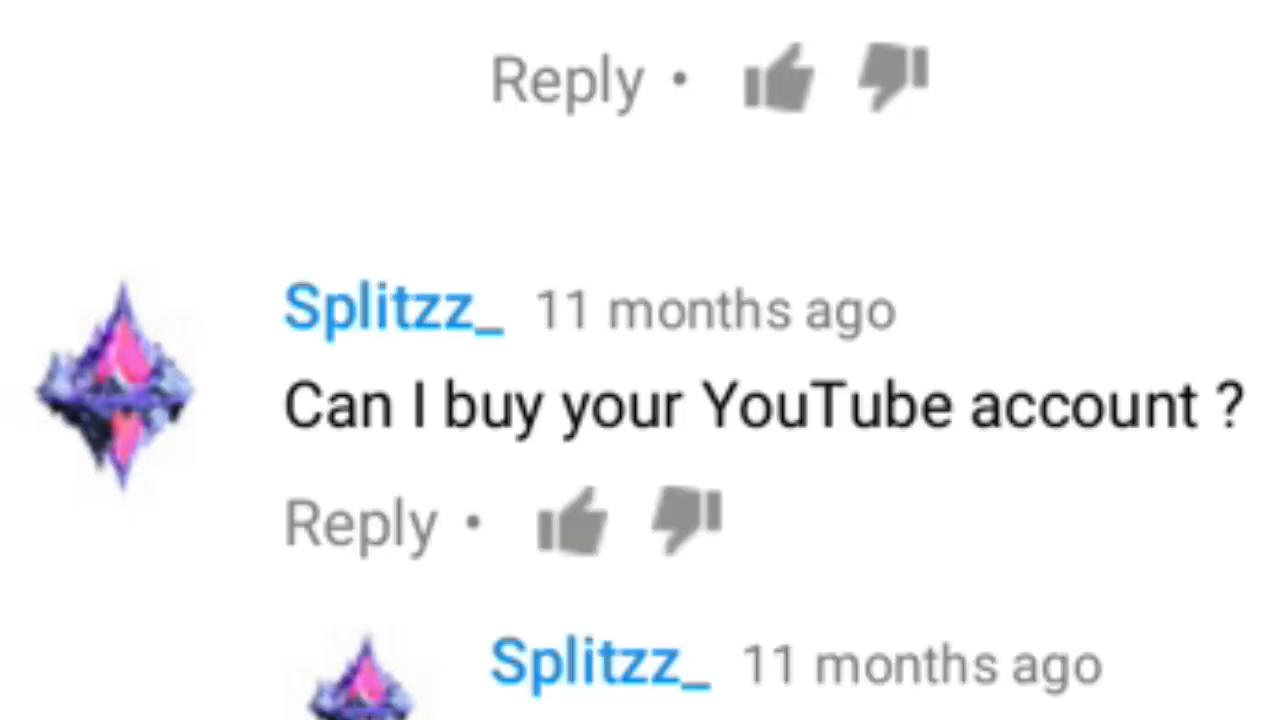 Reply •
Splitzz_ 11 months ago
Can I buy your YouTube account ?
Reply •
Splitzz_ 11 months ago